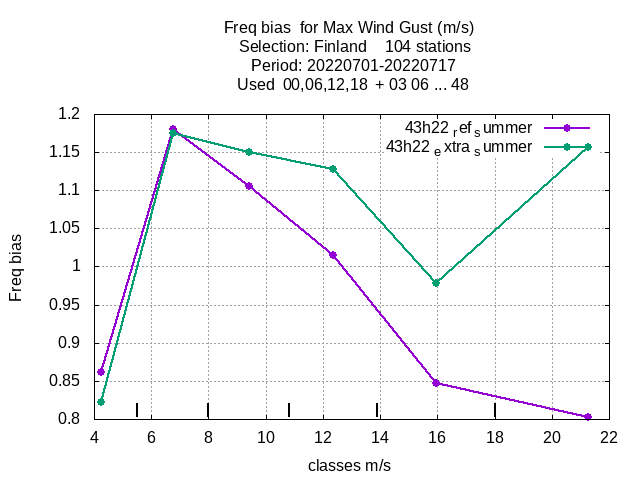 Freq bias  for Max Wind Gust (m/s)
Selection: Finland    104 stations
Period: 20220701-20220717
Used  00,06,12,18  + 03 06 ... 48
43h22 ref summer
43h22 extra summer
1.2
1.15
1.1
1.05
1
0.95
0.9
0.85
0.8
Freq bias
4 6 8 10 12 14 16 18 20 22
classes m/s